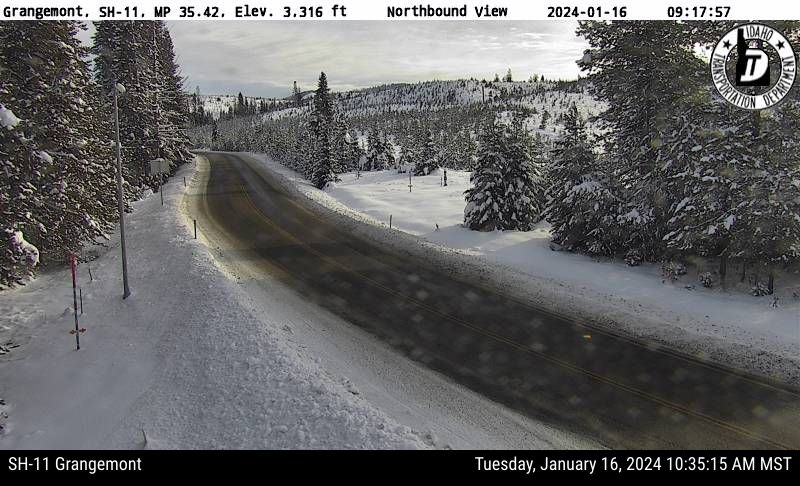 Grangemont, SH-11, MP 35.42, Elev. 3,316 ft Northbound View 2024-01-16 09:17:57
IDAHO TRANSPORTATION DEPARTMENT
SH-11 Grangemont Tuesday, January 16, 2024 10:35:15 AM MST